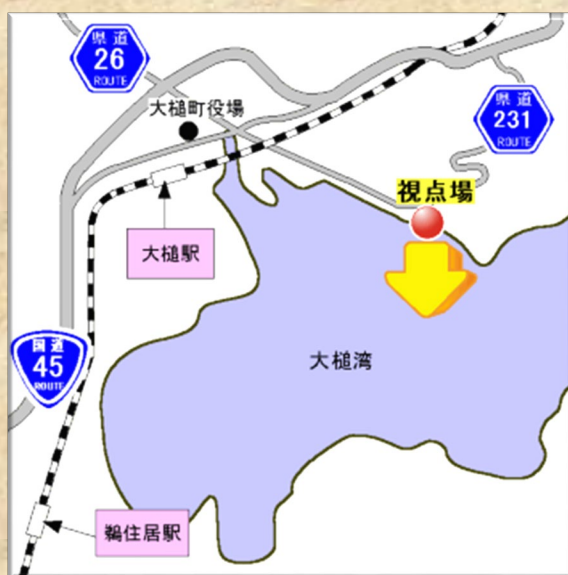 県道
26
ROUTE
大槌町役場
県道
231
ROUTE
視点場
大槌駅
国道
45
ROUTE
大槌湾
鵜住居駅